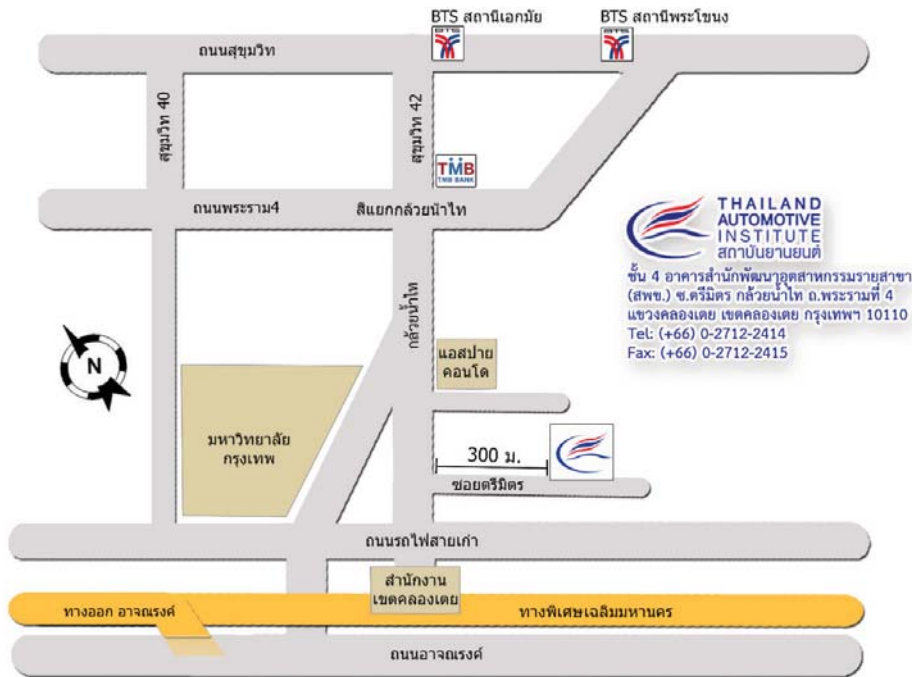 BTS สถานีเอกมัย
BTS สถานีพระโขนง
BTS
BTS
ถนนสุขุมวิท
สุขุมวิท 40
สุขุมวิท 42
TMB
TMB BANK
ถนนพระราม4
สี่แยกกล้วยน้ำไท
THAILAND
AUTOMOTIVE
INSTITUTE
สถาบันยานยนต์
ชั้น 4 อาคารสำนักพัฒนาอุตสาหกรรมรายสาขา
(สพข.) ซ.ตรีมิตร กล้วยน้ำไท ถ.พระรามที่ 4
แขวงคลองเตย เขตคลองเตย กรุงเทพฯ 10110
Tel: (+66) 0-2712-2414
Fax: (+66) 0-2712-2415
กล้วยน้ำไท
N
แอสปาย
คอนโด
มหาวิทยาลัย
กรุงเทพ
300 ม.
ซอยตรีมิตร
ถนนรถไฟสายเก่า
สำนักงาน
เขตคลองเตย
ทางออก อาจณรงค์
ทางพิเศษเฉลิมมหานคร
ถนนอาจณรงค์